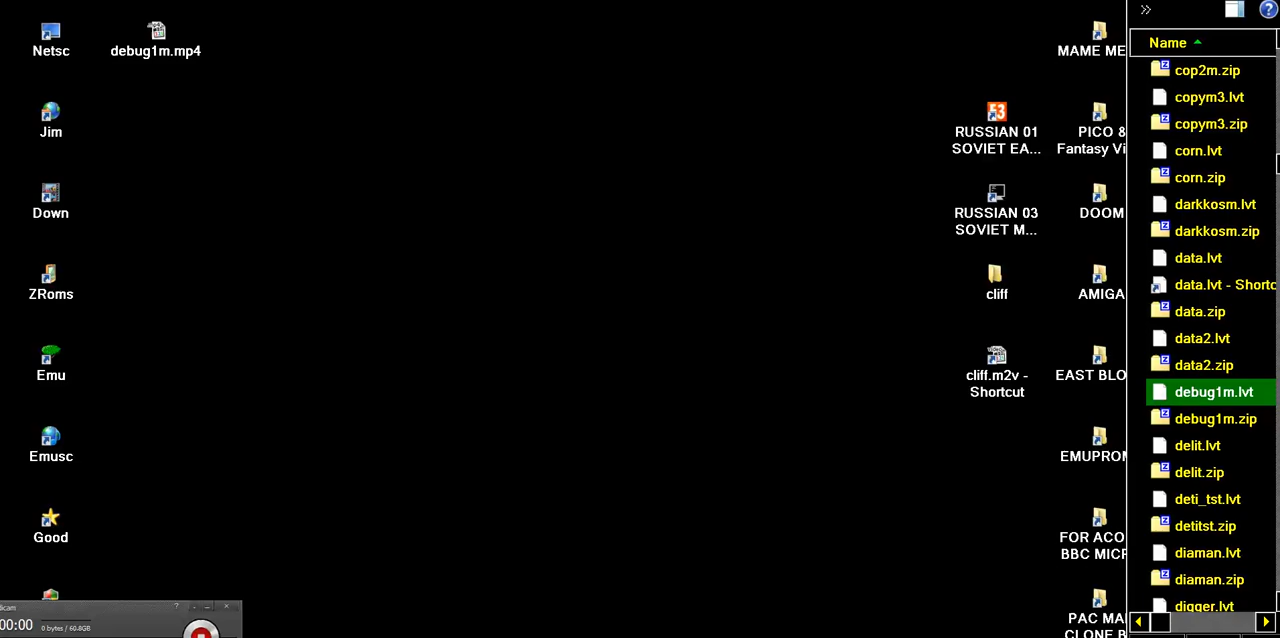 Netsc
debug1m.mp4
Jim
Down
ZRoms
Emu
Emusc
Good
MAME ME
RUSSIAN 01
SOVIET EA...
PICO &
Fantasy Vi
RUSSIAN 03
SOVIET M...
DOOM
cliff
AMIGA
cliff.m2v -
Shortcut
EAST BLO
EMUPROM
FOR ACO
BBC MICR
PAC MA
CLONE B
Name
cop2m.zip
copym3.lvt
copym3.zip
corn.lvt
corn.zip
darkkosm.lvt
darkkosm.zip
data.lvt
data.lvt - Shortc
data.zip
data2.lvt
data2.zip
debug1m.lvt
debug1m.zip
delit.lvt
delit.zip
deti_tst.lvt
detitst.zip
diaman.lvt
diaman.zip
digger.lvt
dicam
00:00
0 bytes / 60.8GB